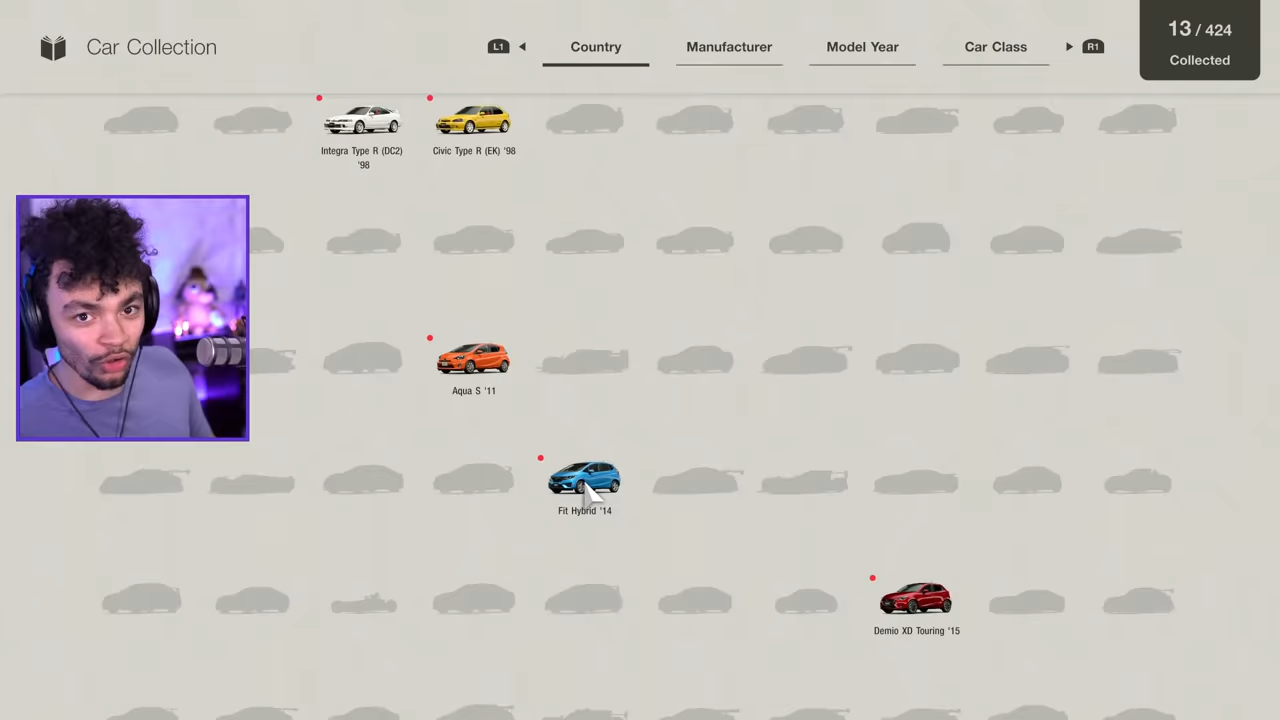 Car Collection
L1
Country
Manufacturer
Model Year
Car Class
R1
13 / 424
Collected
Integra Type R (DC2)
'98
Civic Type R (EK) '98
Aqua S '11
Fit Hybrid '14
Demio XD Touring '15